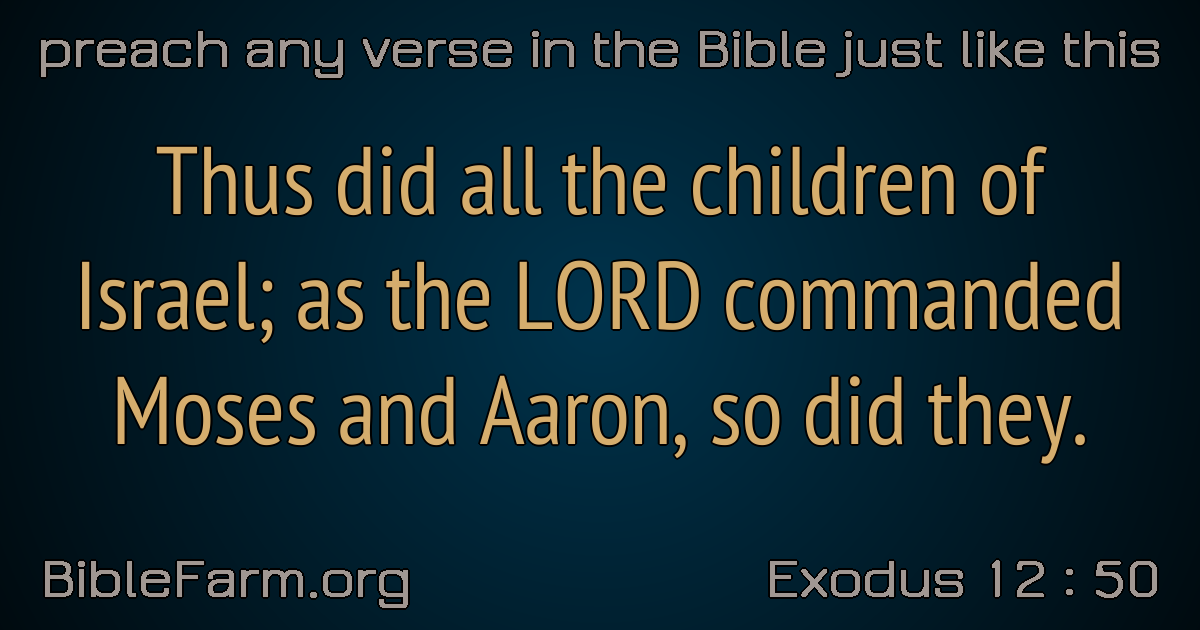 preach any verse in the Bible just like this
Thus did all the children of
Israel; as the LORD commanded
Moses and Aaron, so did they.
BibleFarm.org
Exodus 12 : 50